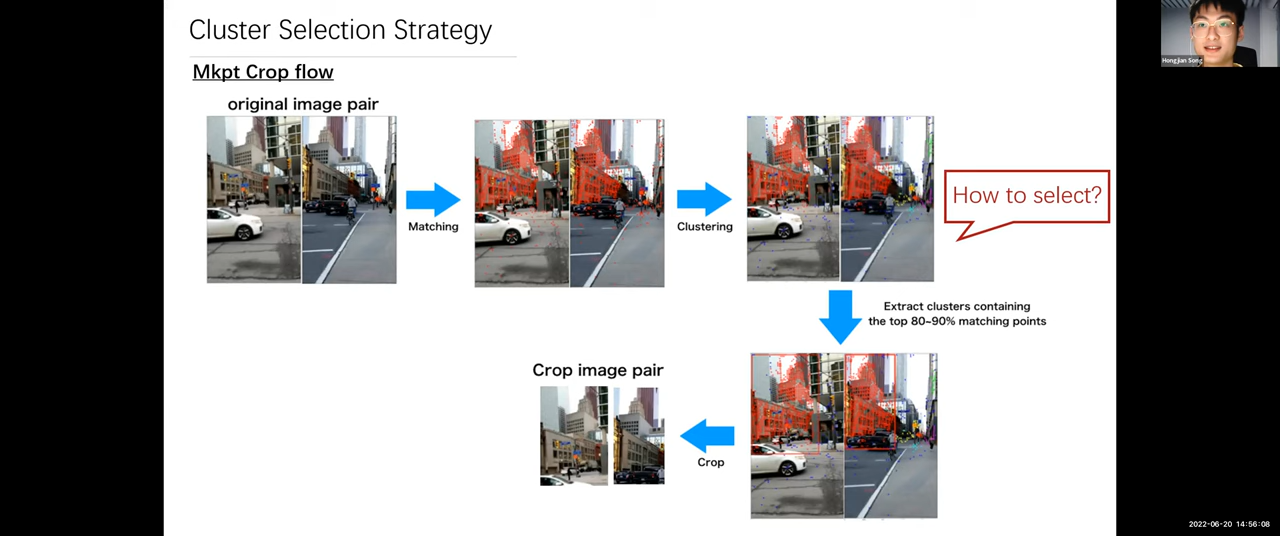 Cluster Selection Strategy
Mkpt Crop flow
original image pair
Matching
Clustering
How to select?
Extract clusters containing
the top 80~90% matching points
Crop image pair
Crop
Hongjian Song
2022-06-20 14:56:08